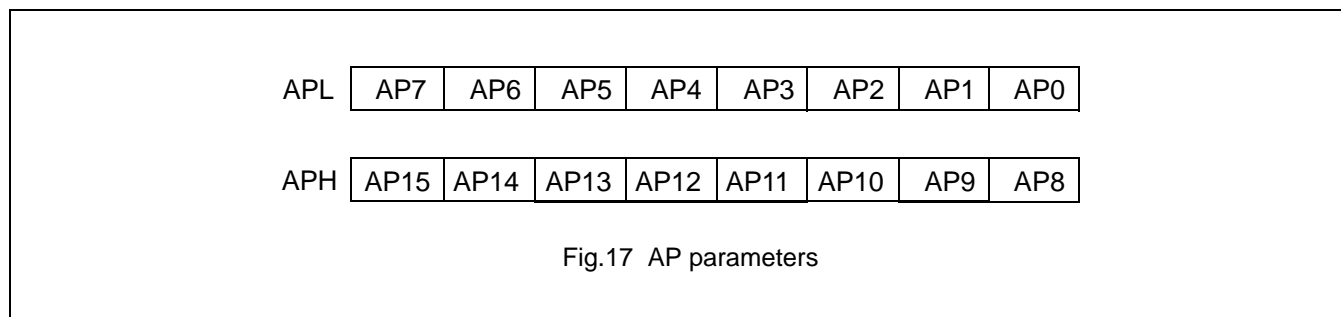 APL AP7 AP6 AP5 AP4 AP3 AP2 AP1 AP0
APH AP15 AP14 AP13 AP12 AP11 AP10 AP9 AP8
Fig.17 AP parameters